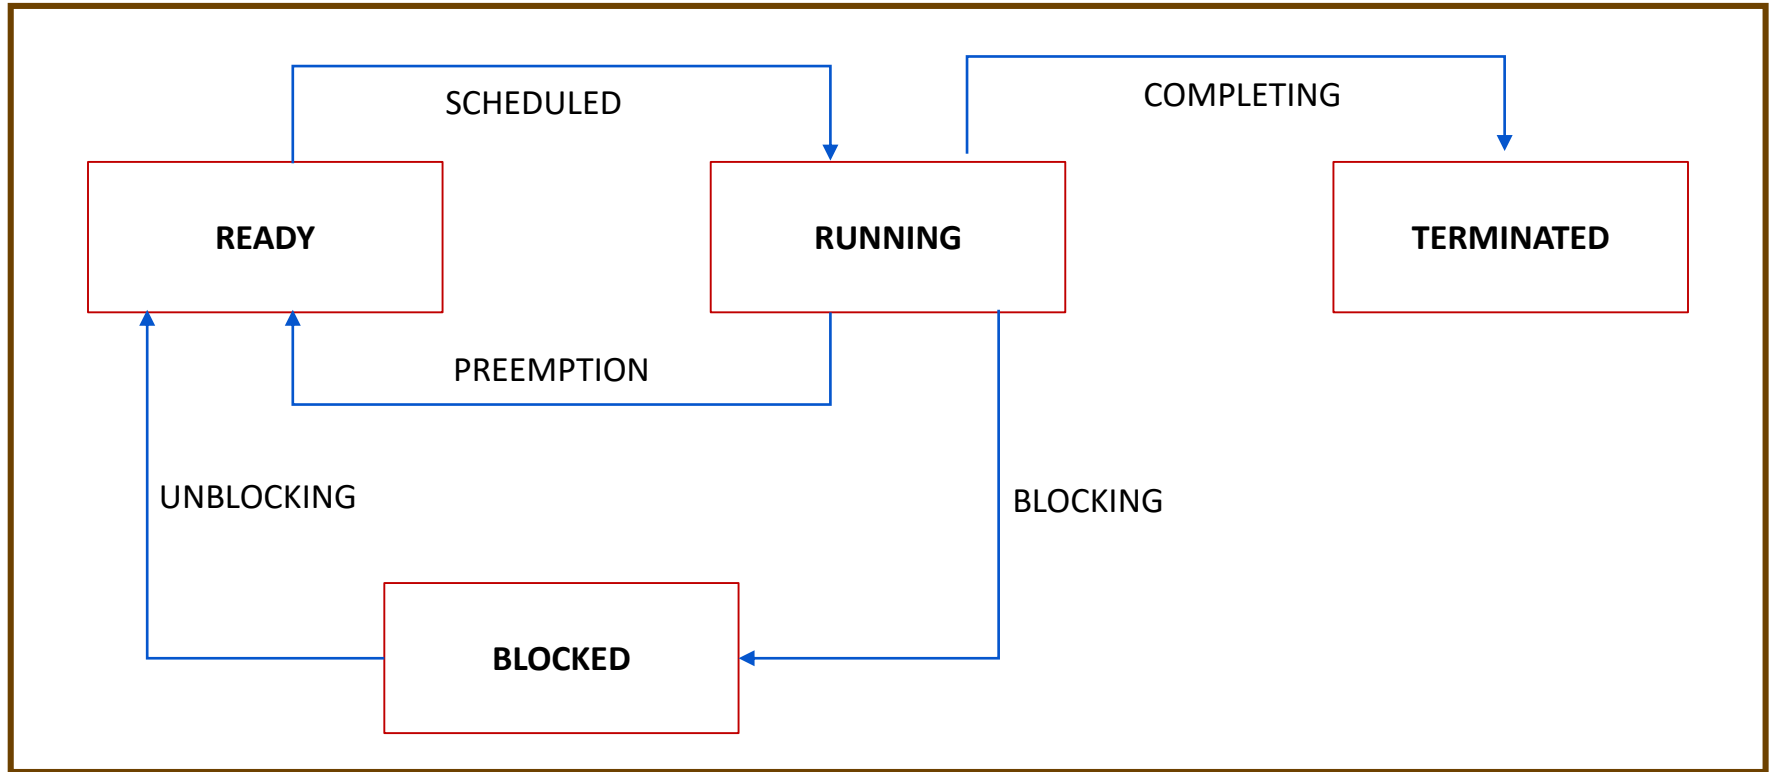 SCHEDULED
COMPLETING
READY
RUNNING
TERMINATED
PREEMPTION
UNBLOCKING
BLOCKING
BLOCKED